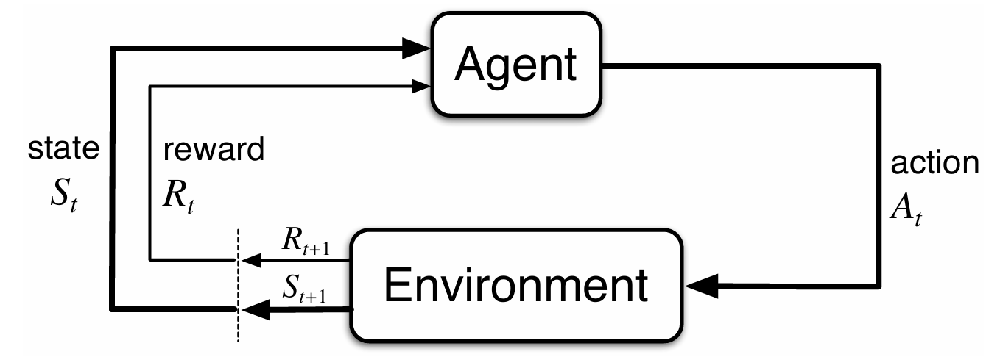 Agent
state
S_t
reward
R_t
action
A_t
R_{t+1}
S_{t+1}
Environment